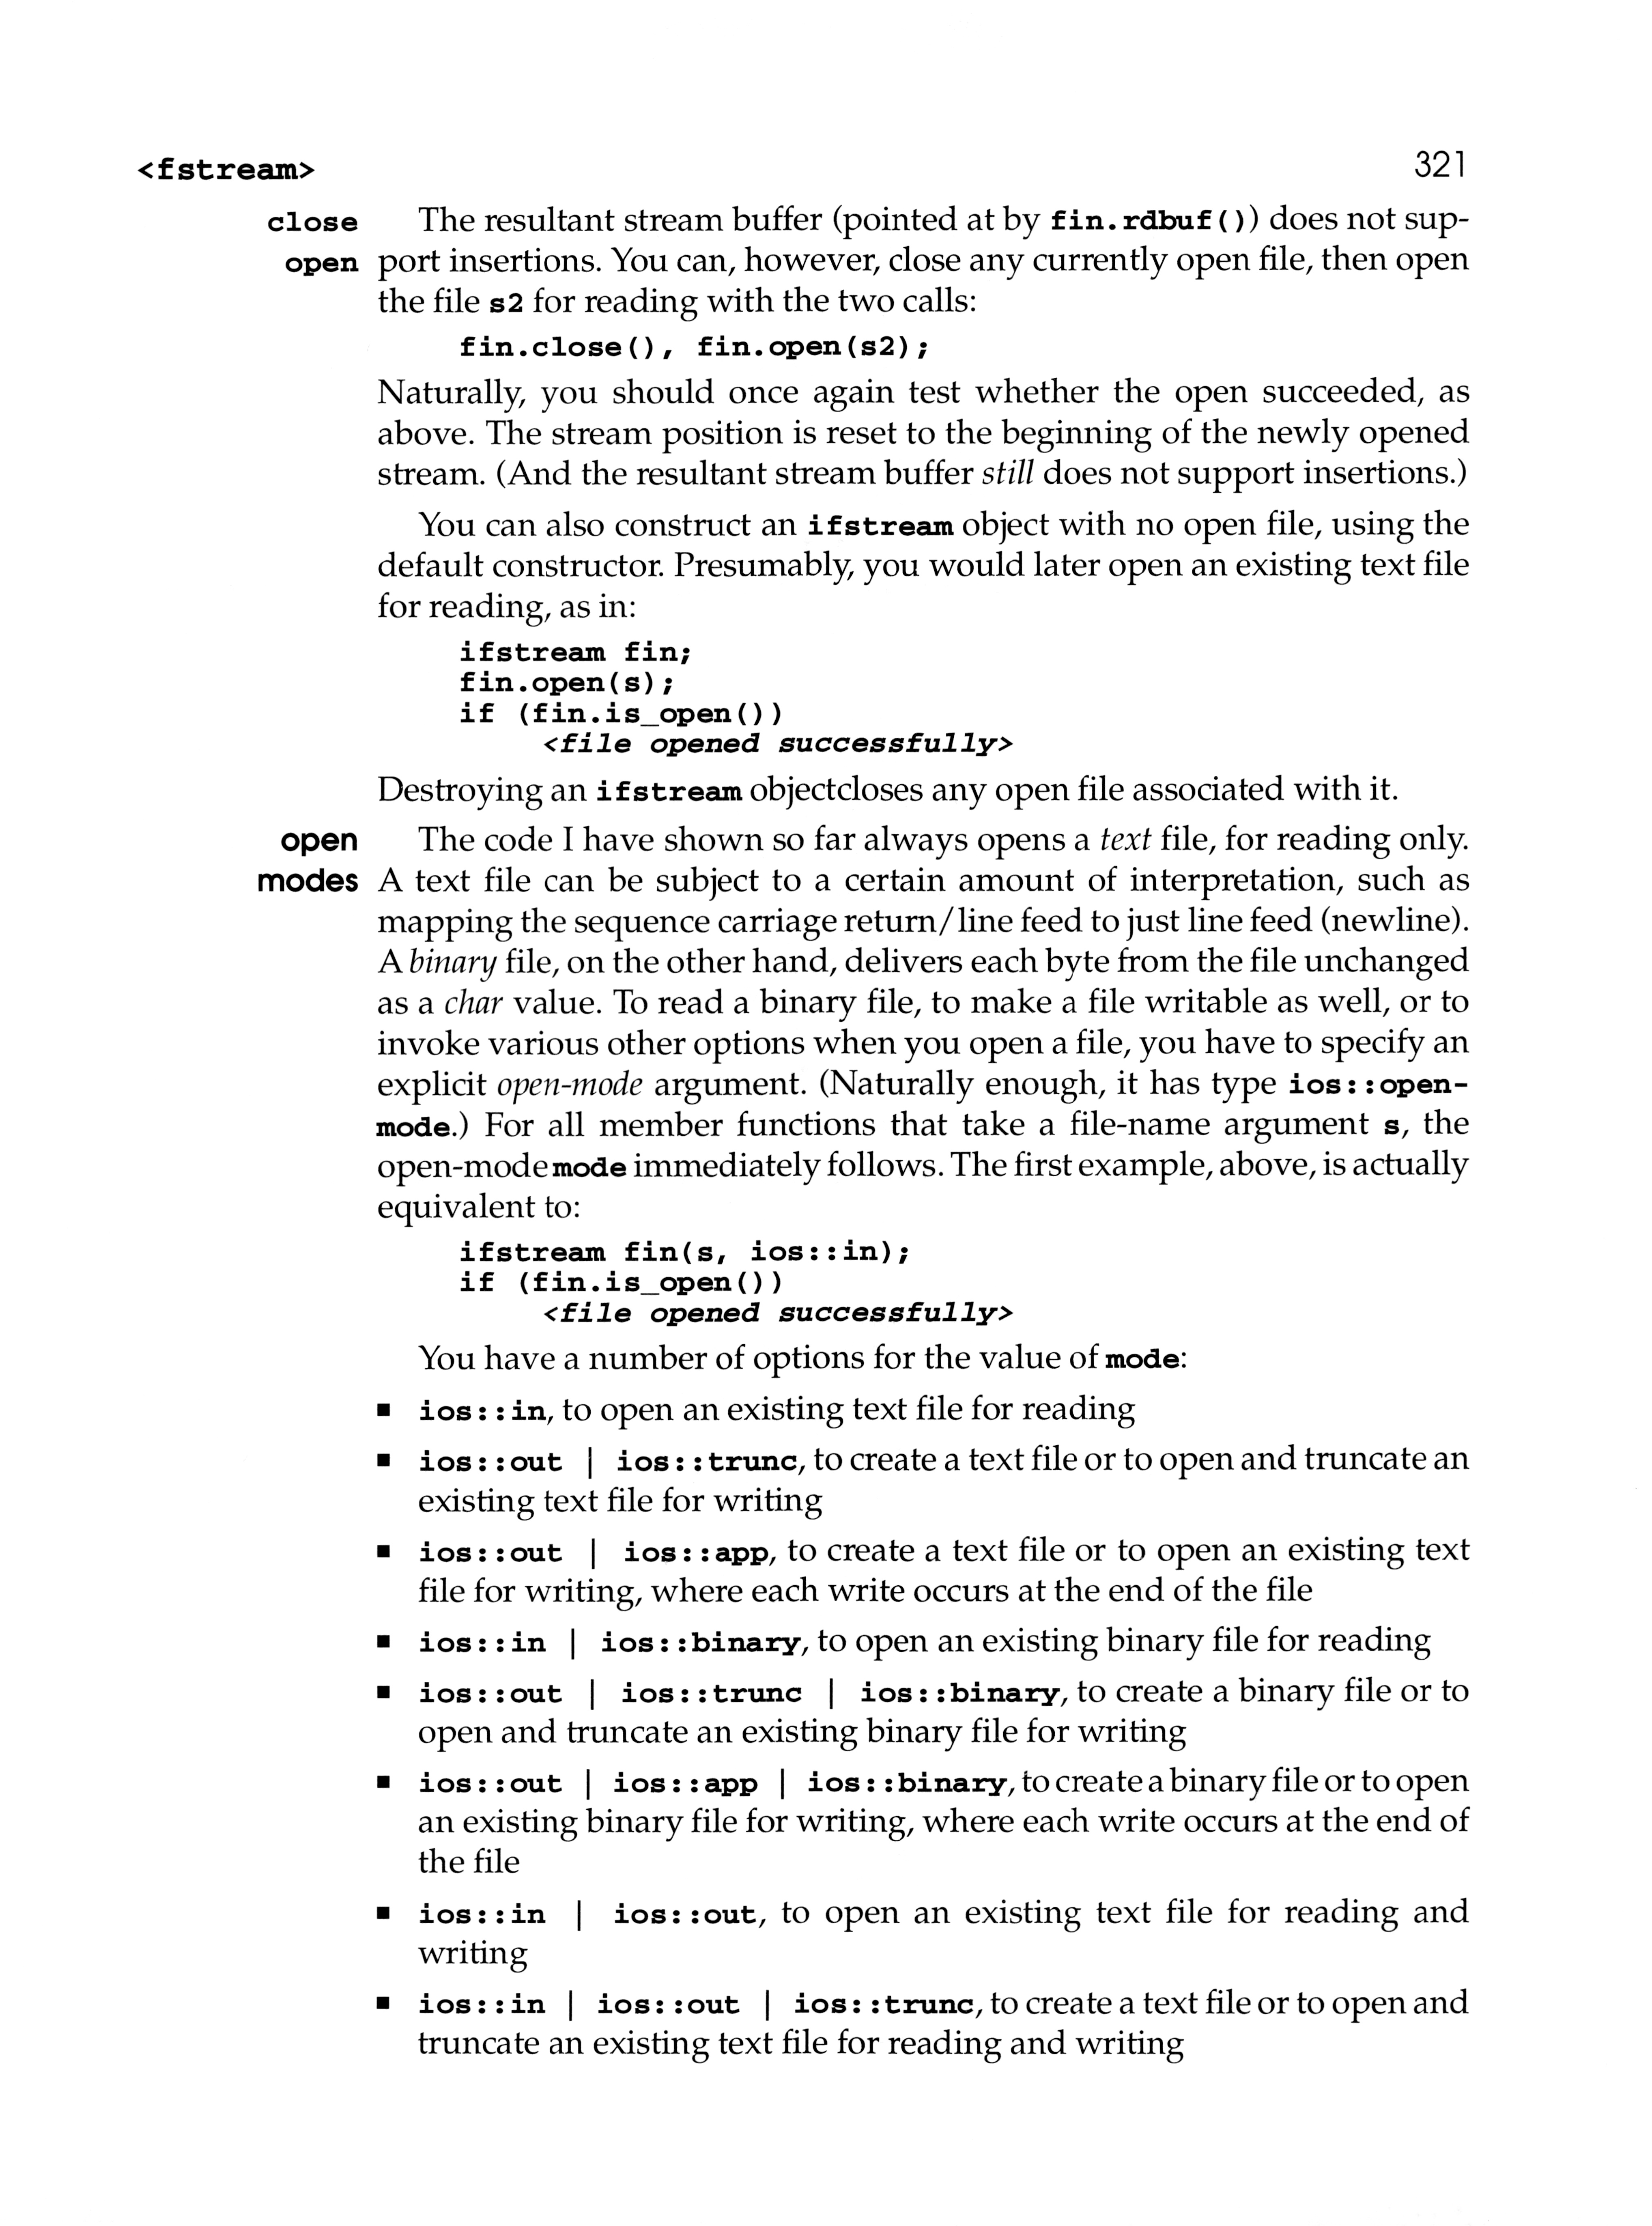 <fstream> 321
close The resultant stream buffer (pointed at by fin.rdbuf()) does not sup-
open port insertions. You can, however, close any currently open file, then open
the file s2 for reading with the two calls:
fin.close(), fin.open(s2);
Naturally, you should once again test whether the open succeeded, as
above. The stream position is reset to the beginning of the newly opened
stream. (And the resultant stream buffer still does not support insertions.)
You can also construct an ifstream object with no open file, using the
default constructor. Presumably, you would later open an existing text file
for reading, as in:
ifstream fin;
fin.open(s);
if (fin.is_open())
<file opened successfully>
Destroying an ifstream objectcloses any open file associated with it.
open The code I have shown so far always opens a text file, for reading only.
modes A text file can be subject to a certain amount of interpretation, such as
mapping the sequence carriage return/line feed to just line feed (newline).
A binary file, on the other hand, delivers each byte from the file unchanged
as a char value. To read a binary file, to make a file writable as well, or to
invoke various other options when you open a file, you have to specify an
explicit open-mode argument. (Naturally enough, it has type ios::open-
mode.) For all member functions that take a file-name argument s, the
open-mode mode immediately follows. The first example, above, is actually
equivalent to:
ifstream fin(s, ios::in);
if (fin.is_open())
<file opened successfully>
You have a number of options for the value of mode:
■ ios::in, to open an existing text file for reading
■ ios::out | ios::trunc, to create a text file or to open and truncate an
existing text file for writing
■ ios::out | ios::app, to create a text file or to open an existing text
file for writing, where each write occurs at the end of the file
■ ios::in | ios::binary, to open an existing binary file for reading
■ ios::out | ios::trunc | ios::binary, to create a binary file or to
open and truncate an existing binary file for writing
■ ios::out | ios::app | ios::binary, to create a binary file or to open
an existing binary file for writing, where each write occurs at the end of
the file
■ ios::in | ios::out, to open an existing text file for reading and
writing
■ ios::in | ios::out | ios::trunc, to create a text file or to open and
truncate an existing text file for reading and writing